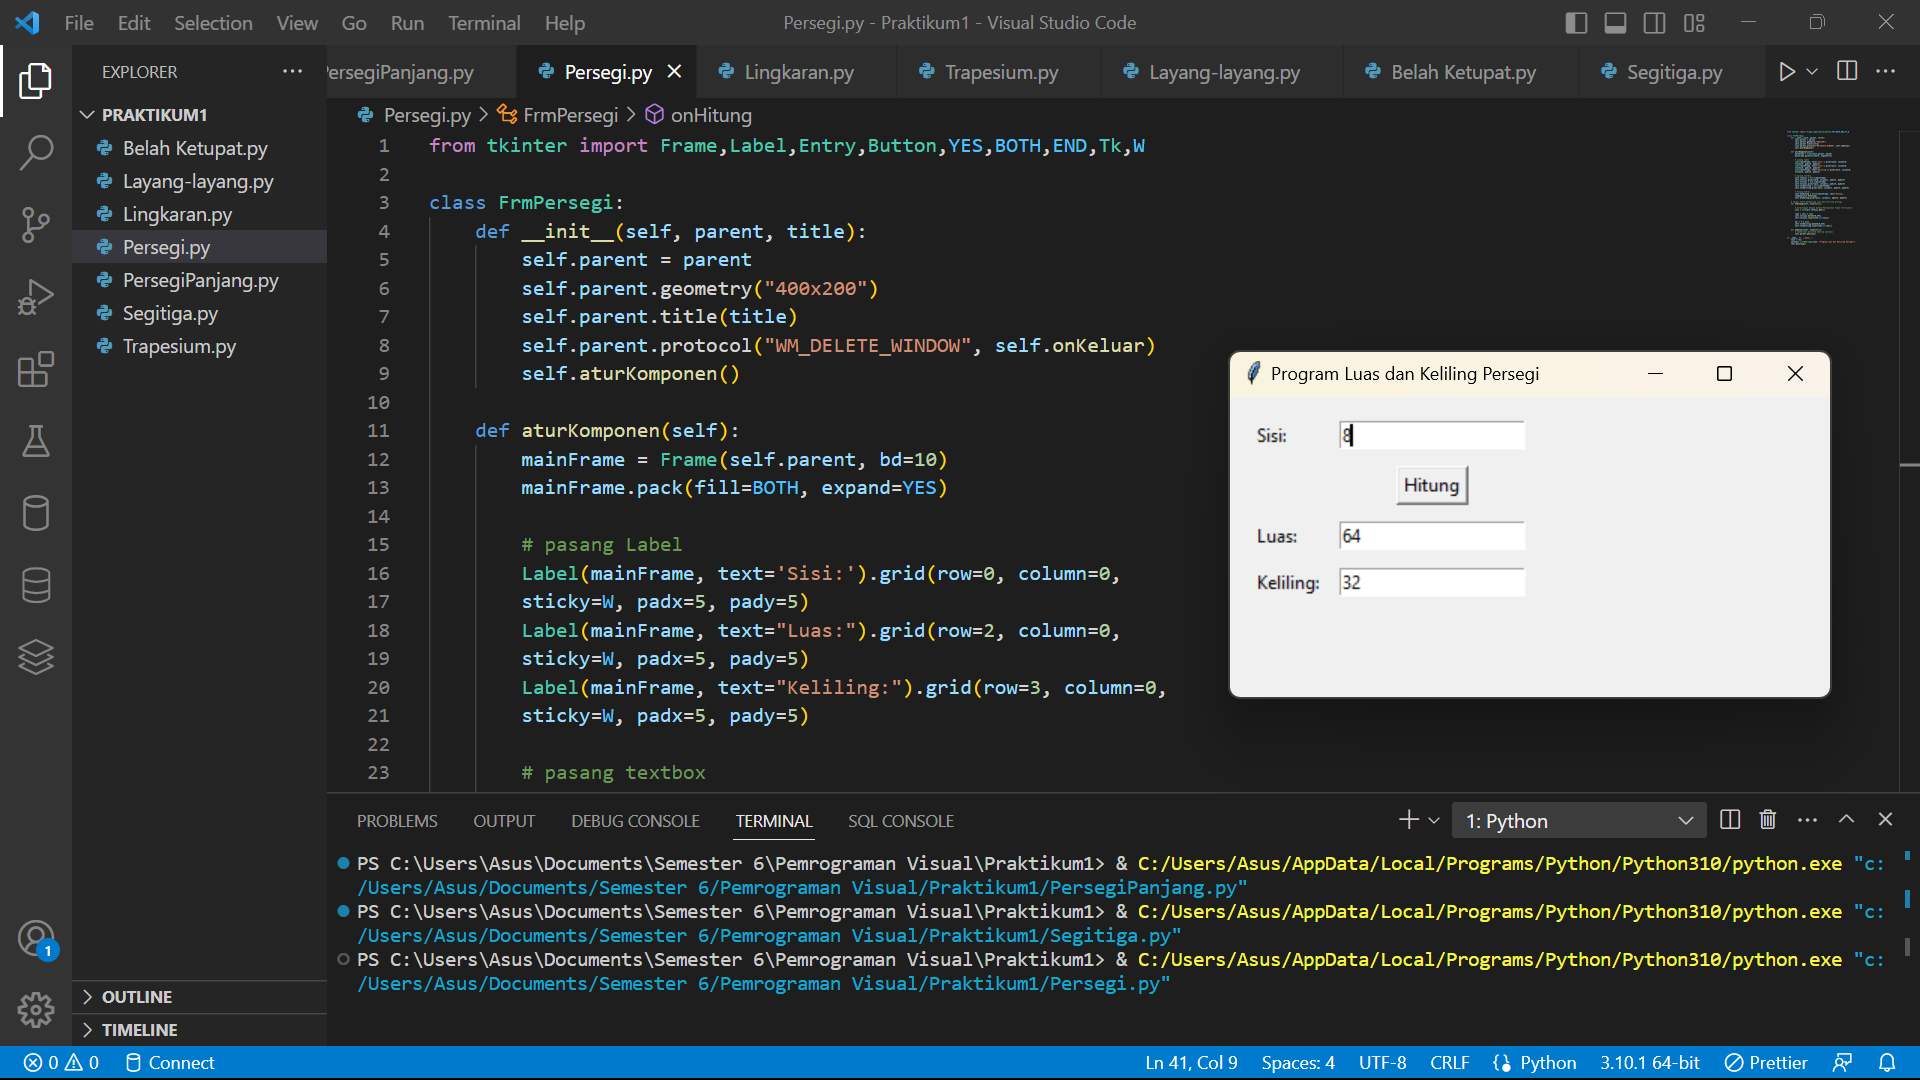 File Edit Selection View Go Run Terminal Help
Persegi.py - Praktikum1 - Visual Studio Code
EXPLORER
ersegiPanjang.py
Persegi.py
Lingkaran.py
Trapesium.py
Layang-layang.py
Belah Ketupat.py
Segitiga.py
PRAKTIKUM1
Belah Ketupat.py
Layang-layang.py
Lingkaran.py
Persegi.py
PersegiPanjang.py
Segitiga.py
Trapesium.py
OUTLINE
TIMELINE
1
Persegi.py > FrmPersegi > onHitung
1 from tkinter import Frame,Label,Entry,Button,YES,BOTH,END,Tk,W
2
3 class FrmPersegi:
4 def __init__(self, parent, title):
5 self.parent = parent
6 self.parent.geometry("400x200")
7 self.parent.title(title)
8 self.parent.protocol("WM_DELETE_WINDOW", self.onKeluar)
9 self.aturKomponen()
10
11 def aturKomponen(self):
12 mainFrame = Frame(self.parent, bd=10)
13 mainFrame.pack(fill=BOTH, expand=YES)
14
15 # pasang Label
16 Label(mainFrame, text='Sisi:').grid(row=0, column=0,
17 sticky=W, padx=5, pady=5)
18 Label(mainFrame, text="Luas:").grid(row=2, column=0,
19 sticky=W, padx=5, pady=5)
20 Label(mainFrame, text="Keliling:").grid(row=3, column=0,
21 sticky=W, padx=5, pady=5)
22
23 # pasang textbox
Program Luas dan Keliling Persegi
Sisi: 8
Hitung
Luas: 64
Keliling: 32
PROBLEMS OUTPUT DEBUG CONSOLE TERMINAL SQL CONSOLE
1: Python
PS C:\Users\Asus\Documents\Semester 6\Pemrograman Visual\Praktikum1> & C:/Users/Asus/AppData/Local/Programs/Python/Python310/python.exe "c:
/Users/Asus/Documents/Semester 6/Pemrograman Visual/Praktikum1/PersegiPanjang.py"
PS C:\Users\Asus\Documents\Semester 6\Pemrograman Visual\Praktikum1> & C:/Users/Asus/AppData/Local/Programs/Python/Python310/python.exe "c:
/Users/Asus/Documents/Semester 6/Pemrograman Visual/Praktikum1/Segitiga.py"
PS C:\Users\Asus\Documents\Semester 6\Pemrograman Visual\Praktikum1> & C:/Users/Asus/AppData/Local/Programs/Python/Python310/python.exe "c:
/Users/Asus/Documents/Semester 6/Pemrograman Visual/Praktikum1/Persegi.py"
0 0 Connect
Ln 41, Col 9 Spaces: 4 UTF-8 CRLF Python 3.10.1 64-bit Prettier